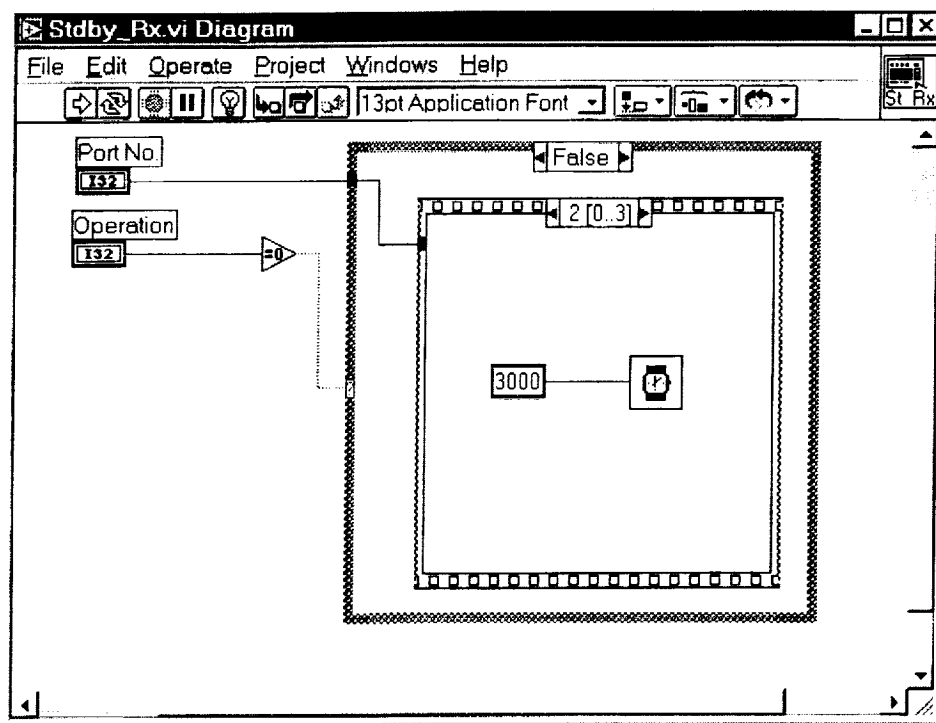 Stdby_Rx.vi Diagram
File Edit Operate Project Windows Help
13pt Application Font
St Rx
Port No.
I32
False
Operation
I32
=0
2 [0..3]
3000